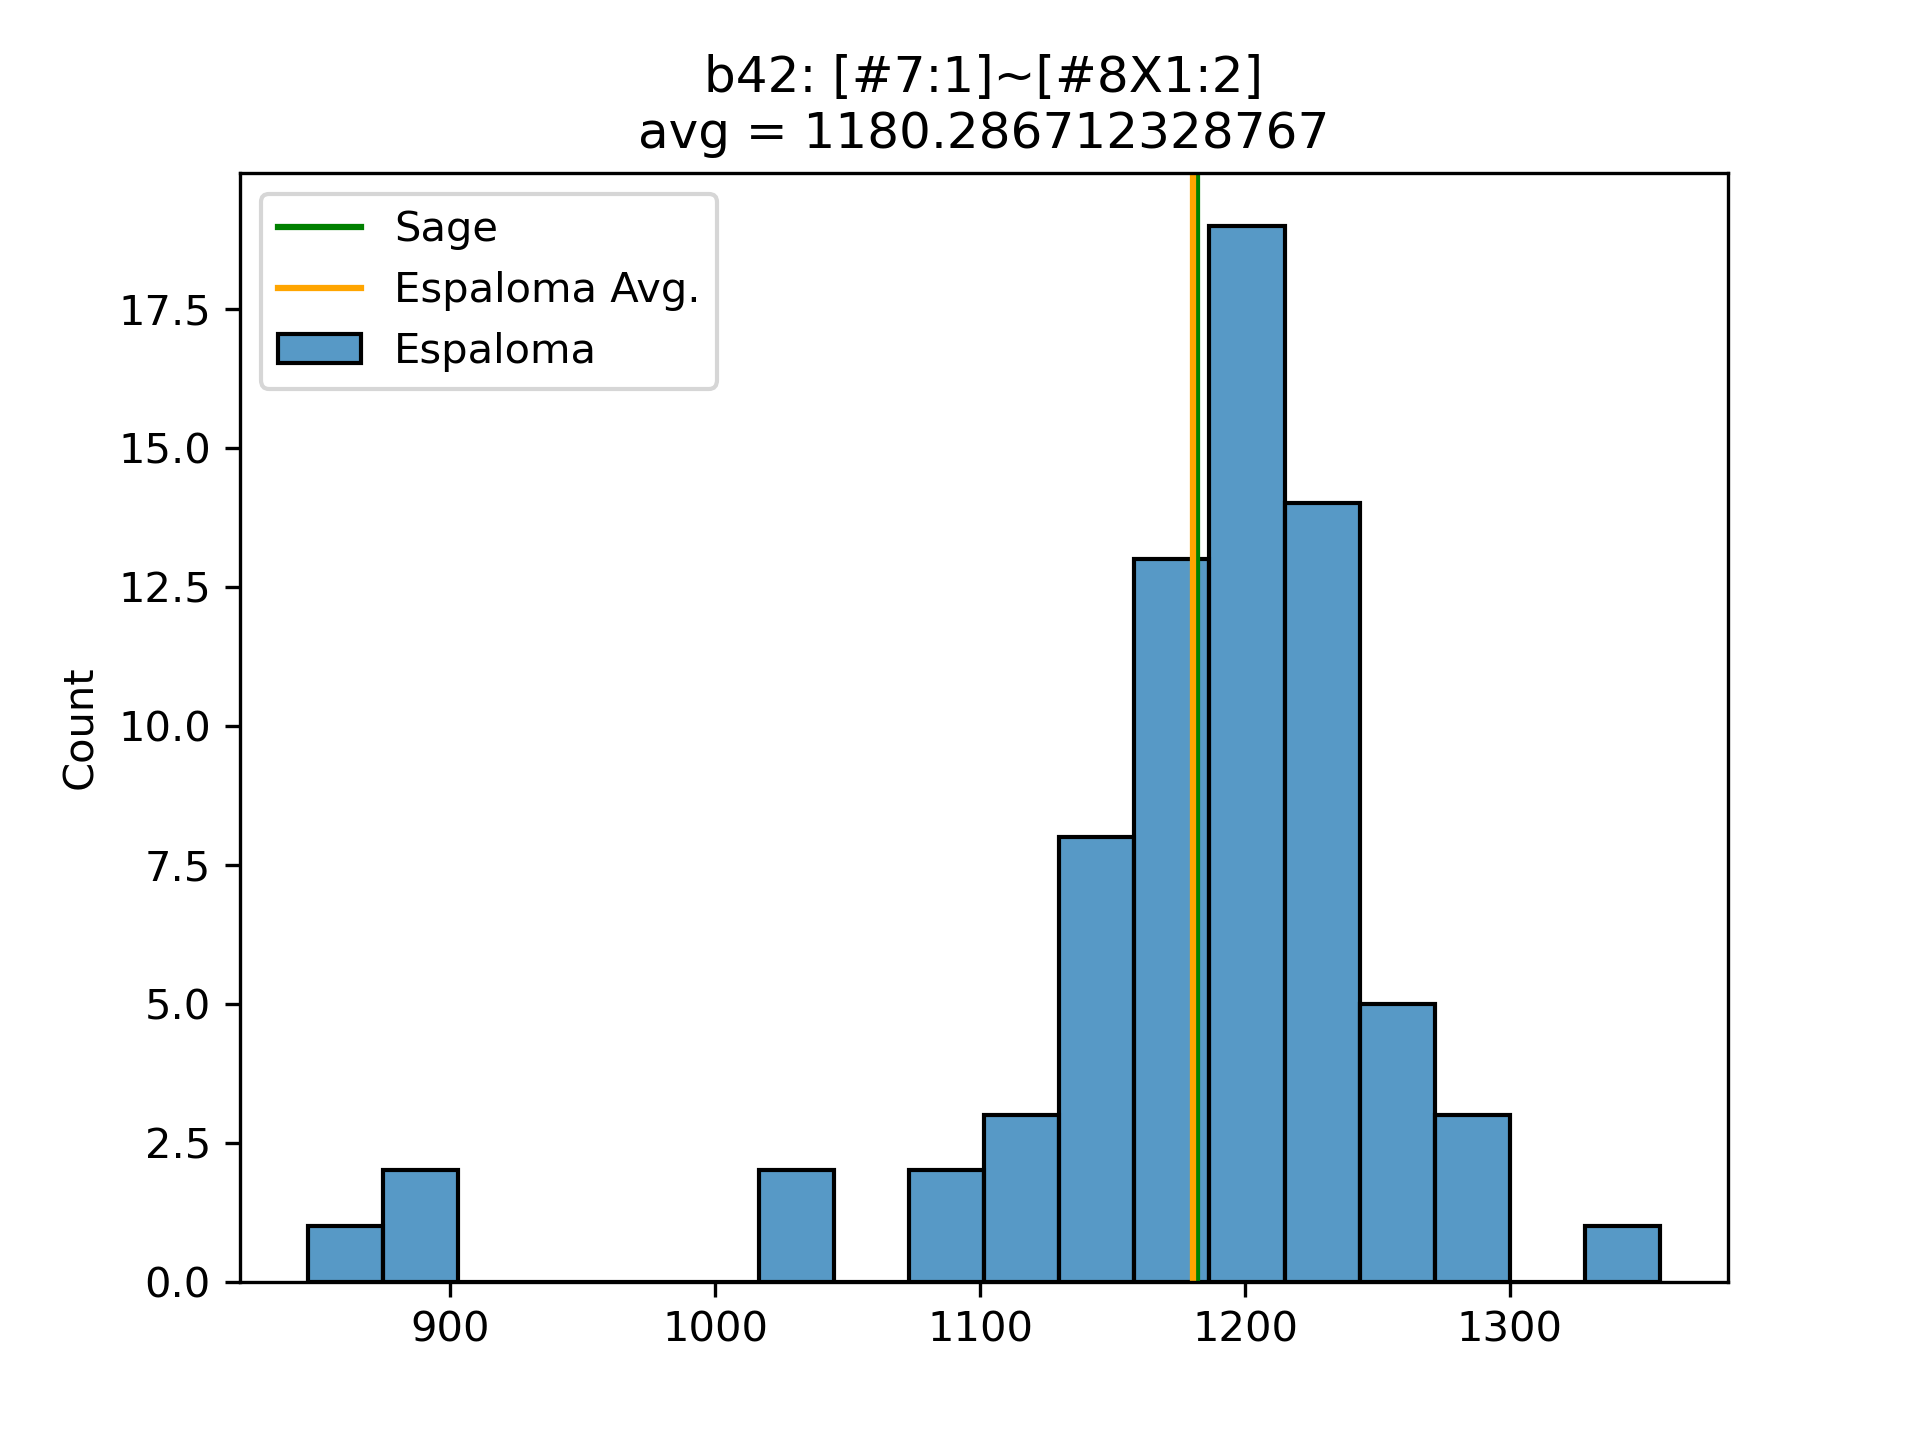 b42: [#7:1]~[#8X1:2]
avg = 1180.286712328767
Sage
Espaloma Avg.
Espaloma
17.5
15.0
12.5
10.0
7.5
5.0
2.5
0.0
Count
900 1000 1100 1200 1300